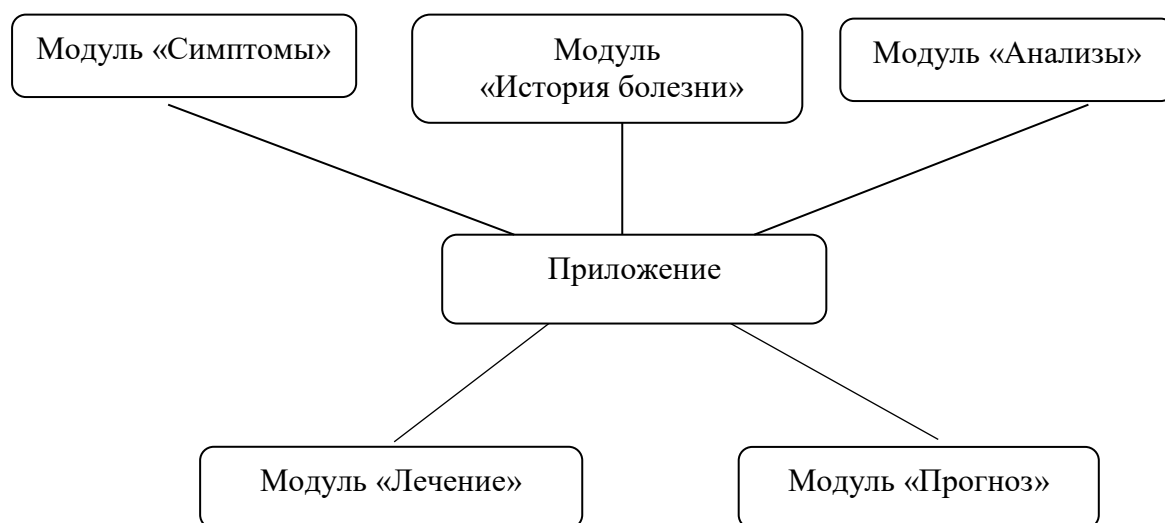 Модуль «Симптомы»
Модуль
«История болезни»
Модуль «Анализы»
Приложение
Модуль «Лечение»
Модуль «Прогноз»